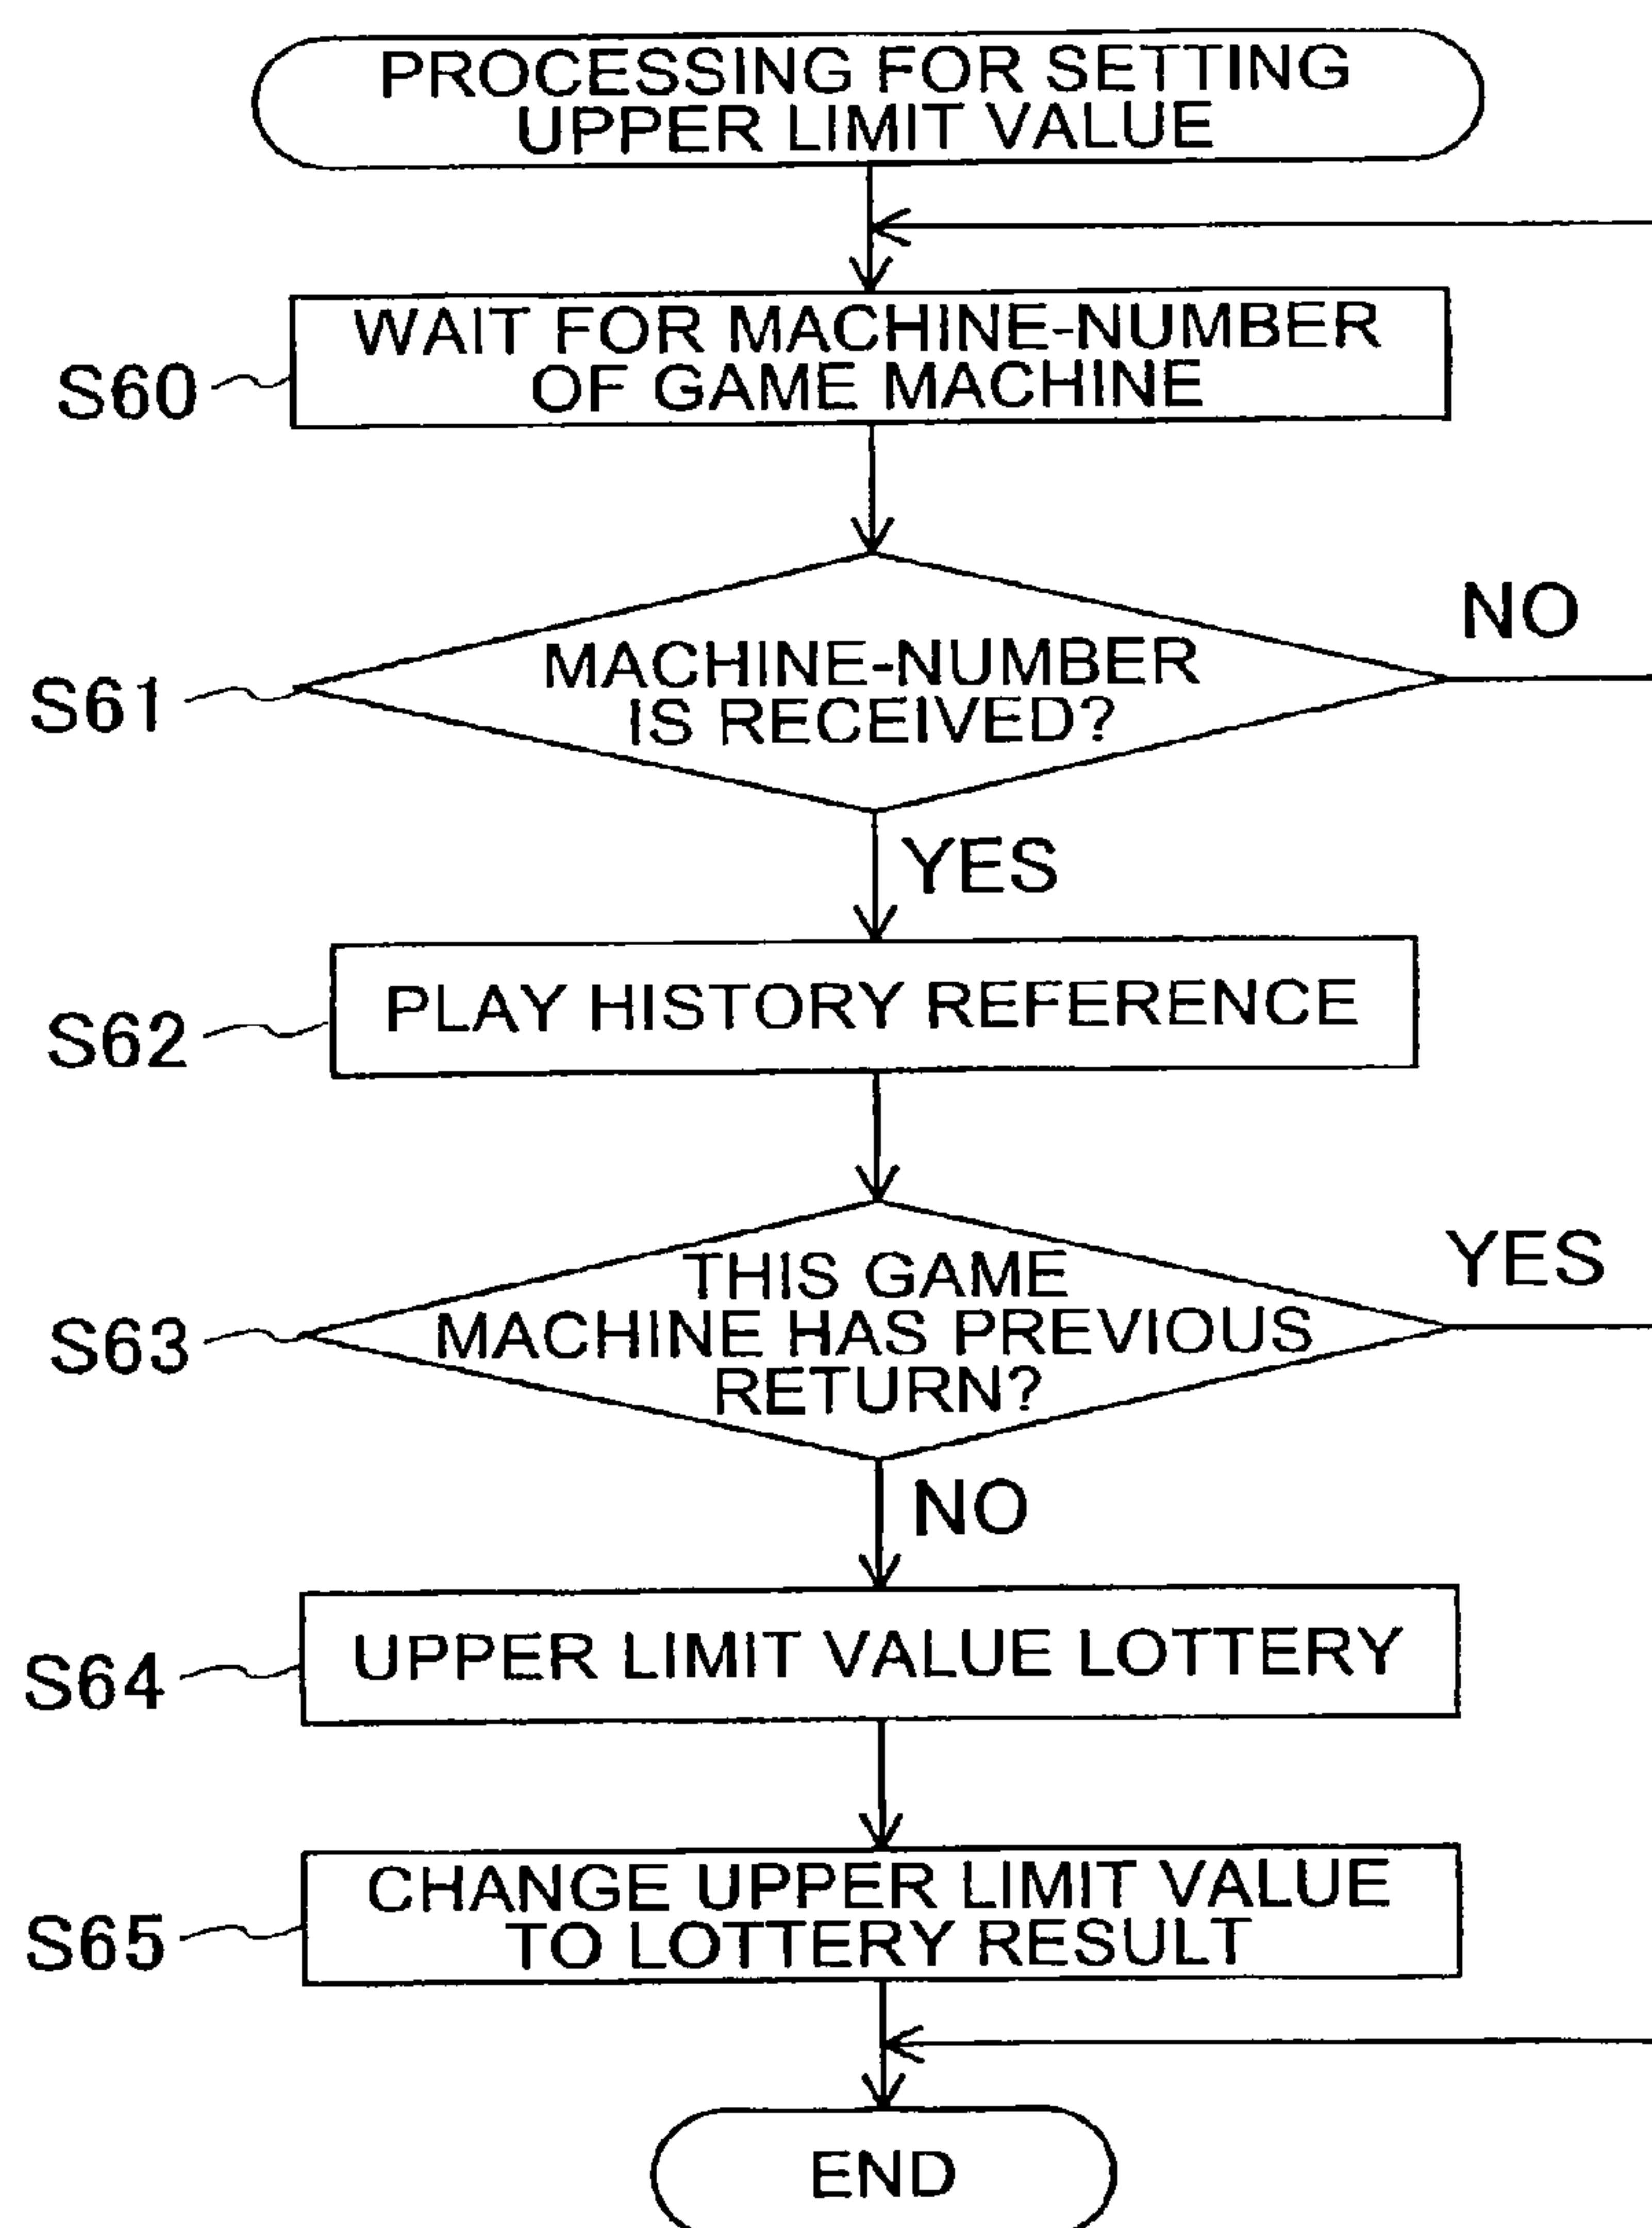 PROCESSING FOR SETTING
UPPER LIMIT VALUE
WAIT FOR MACHINE-NUMBER
OF GAME MACHINE
S60
NO
MACHINE-NUMBER
IS RECEIVED?
S61
YES
PLAY HISTORY REFERENCE
S62
YES
THIS GAME
MACHINE HAS PREVIOUS
RETURN?
S63
NO
UPPER LIMIT VALUE LOTTERY
S64
CHANGE UPPER LIMIT VALUE
TO LOTTERY RESULT
S65
END